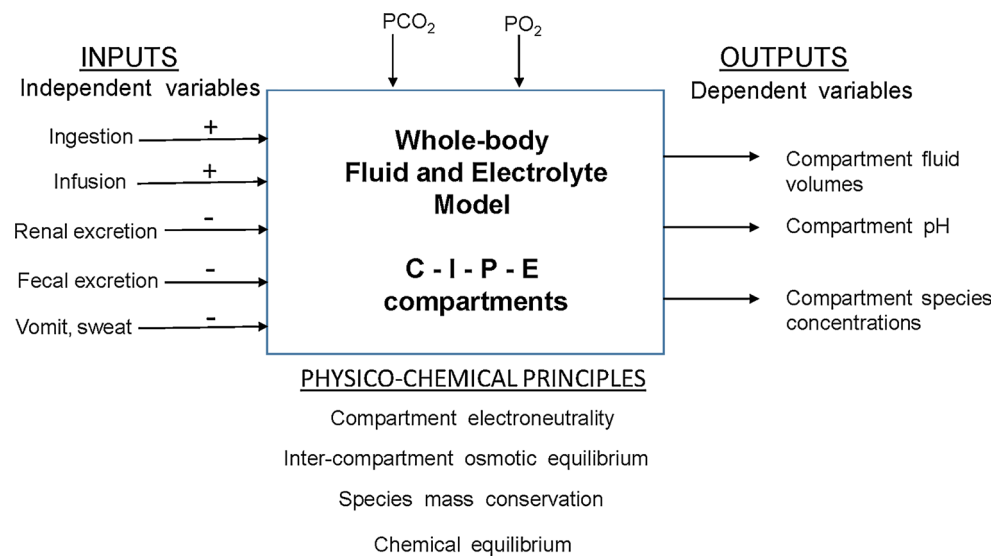 PCO₂
PO₂
INPUTS
Independent variables
Ingestion
+
Infusion
+
Renal excretion
-
Fecal excretion
-
Vomit, sweat
-
Whole-body
Fluid and Electrolyte
Model
C - I - P - E
compartments
OUTPUTS
Dependent variables
Compartment fluid
volumes
Compartment pH
Compartment species
concentrations
PHYSICO-CHEMICAL PRINCIPLES
Compartment electroneutrality
Inter-compartment osmotic equilibrium
Species mass conservation
Chemical equilibrium